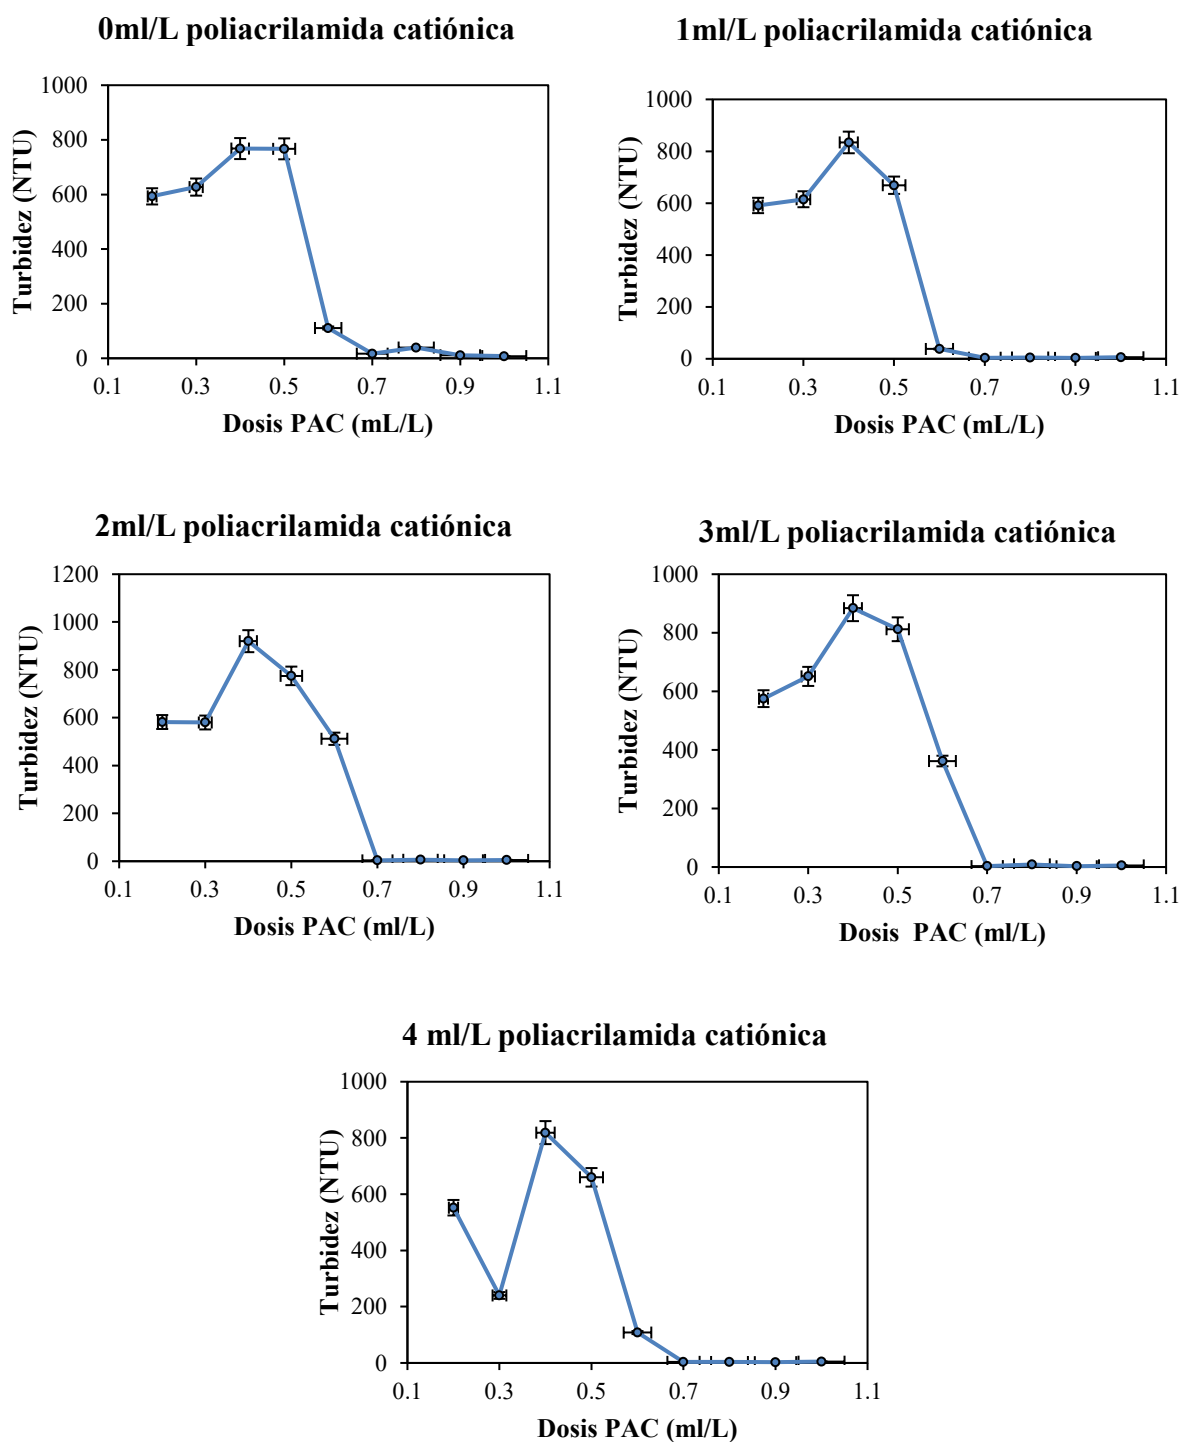 0ml/L poliacrilamida catiónica
1000
800
600
400
200
0
0.1 0.3 0.5 0.7 0.9 1.1
Turbidez (NTU)
Dosis PAC (mL/L)
1ml/L poliacrilamida catiónica
1000
800
600
400
200
0
0.1 0.3 0.5 0.7 0.9 1.1
Turbidez (NTU)
Dosis PAC (mL/L)
2ml/L poliacrilamida catiónica
1200
1000
800
600
400
200
0
0.1 0.3 0.5 0.7 0.9 1.1
Turbidez (NTU)
Dosis PAC (ml/L)
3ml/L poliacrilamida catiónica
1000
800
600
400
200
0
0.1 0.3 0.5 0.7 0.9 1.1
Turbidez (NTU)
Dosis  PAC (ml/L)
4 ml/L poliacrilamida catiónica
1000
800
600
400
200
0
0.1 0.3 0.5 0.7 0.9 1.1
Turbidez (NTU)
Dosis PAC (ml/L)